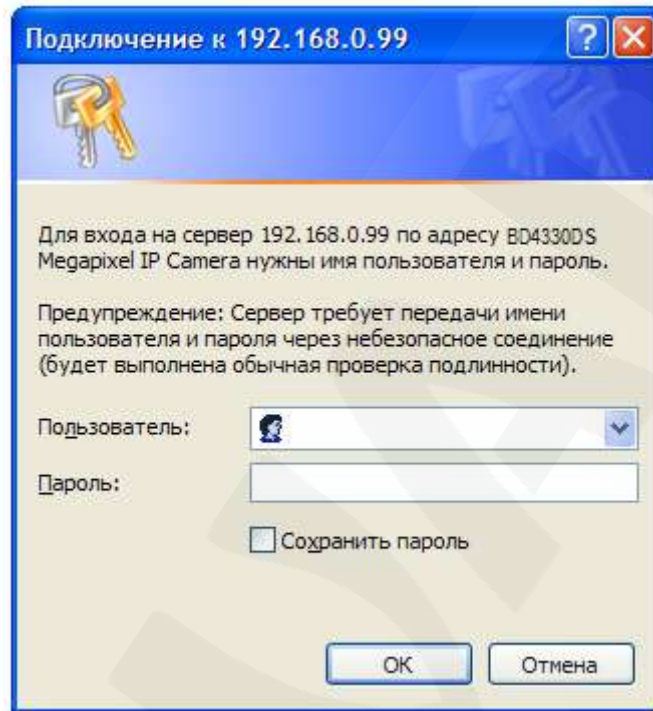 Подключение к 192.168.0.99
Для входа на сервер 192.168.0.99 по адресу BD4330DS
Megapixel IP Camera нужны имя пользователя и пароль.
Предупреждение: Сервер требует передачи имени
пользователя и пароля через небезопасное соединение
(будет выполнена обычная проверка подлинности).
Пользователь:
Пароль:
Сохранить пароль
ОК
Отмена